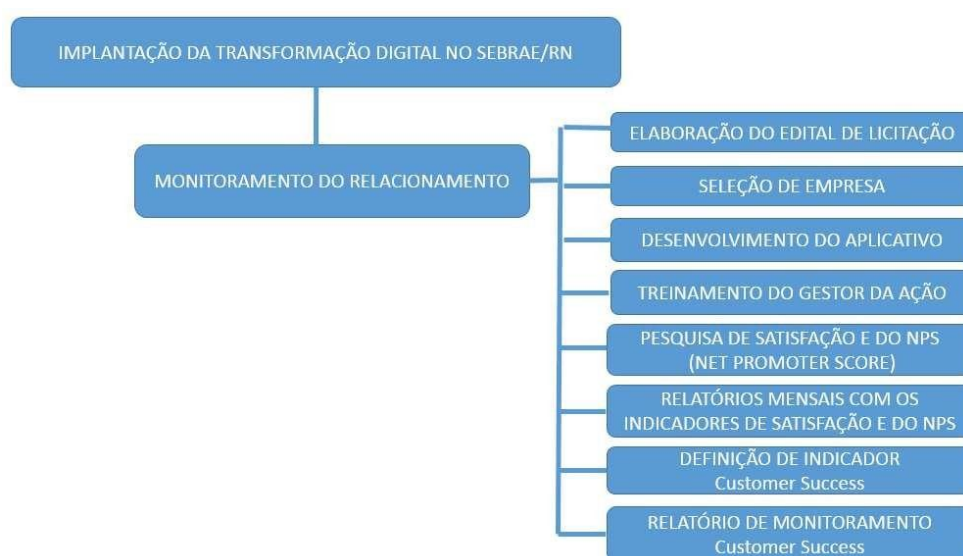 IMPLANTAÇÃO DA TRANSFORMAÇÃO DIGITAL NO SEBRAE/RN
MONITORAMENTO DO RELACIONAMENTO
ELABORAÇÃO DO EDITAL DE LICITAÇÃO
SELEÇÃO DE EMPRESA
DESENVOLVIMENTO DO APLICATIVO
TREINAMENTO DO GESTOR DA AÇÃO
PESQUISA DE SATISFAÇÃO E DO NPS
(NET PROMOTER SCORE)
RELATÓRIOS MENSAIS COM OS
INDICADORES DE SATISFAÇÃO E DO NPS
DEFINIÇÃO DE INDICADOR
Customer Success
RELATÓRIO DE MONITORAMENTO
Customer Success